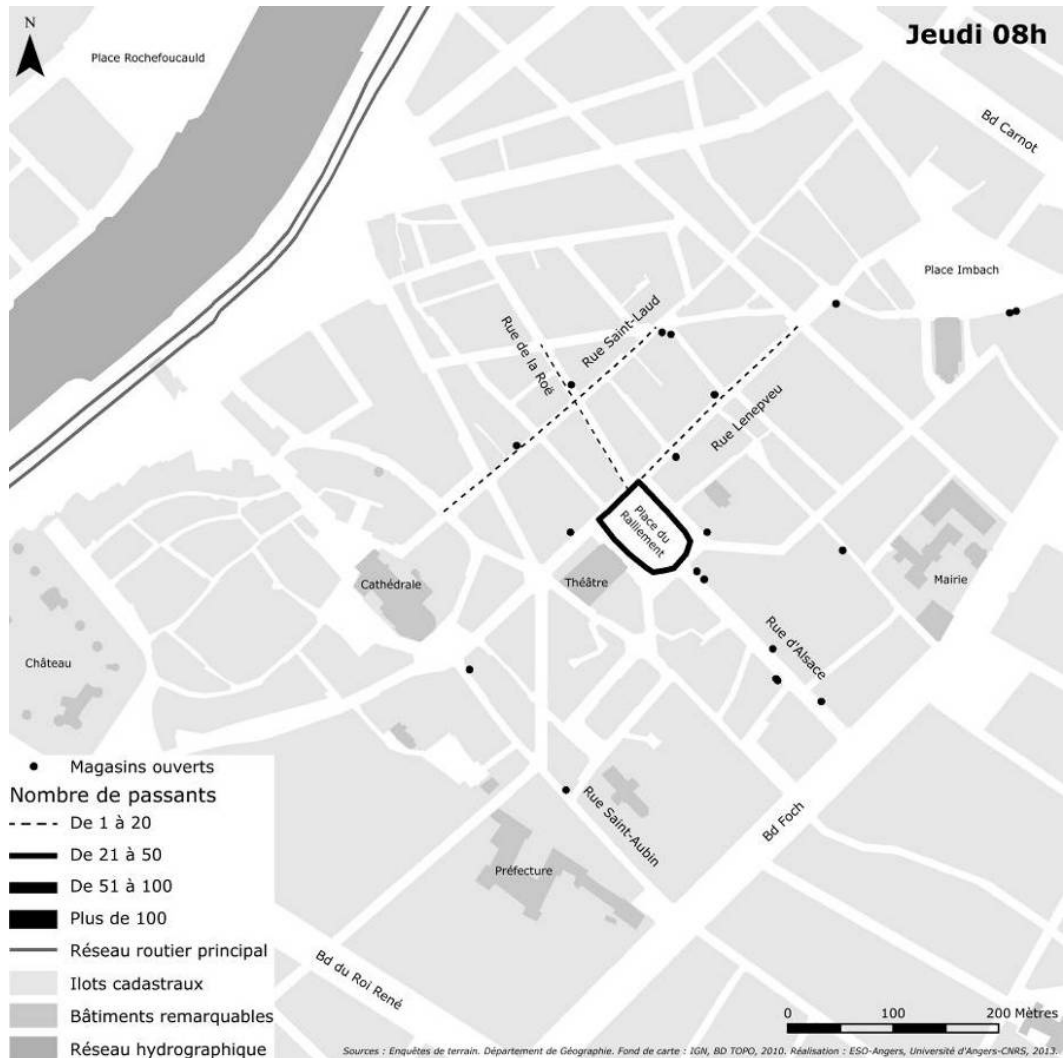 N
Jeudi 08h
Place Rochefoucauld
Bd Carnot
Place Imbach
Rue Saint-Laud
Rue de la Roë
Rue Lenepveu
Place du
Ralliement
Cathédrale
Théâtre
Mairie
Château
Rue d'Alsace
Rue Saint-Aubin
Bd Foch
Préfecture
Bd du Roi René
Magasins ouverts
Nombre de passants
De 1 à 20
De 21 à 50
De 51 à 100
Plus de 100
Réseau routier principal
Ilots cadastraux
Bâtiments remarquables
Réseau hydrographique
0 100 200 Mètres
Sources : Enquêtes de terrain. Département de Géographie. Fond de carte : IGN, BD TOPO, 2010. Réalisation : ESO-Angers, Université d'Angers-CNRS, 2013